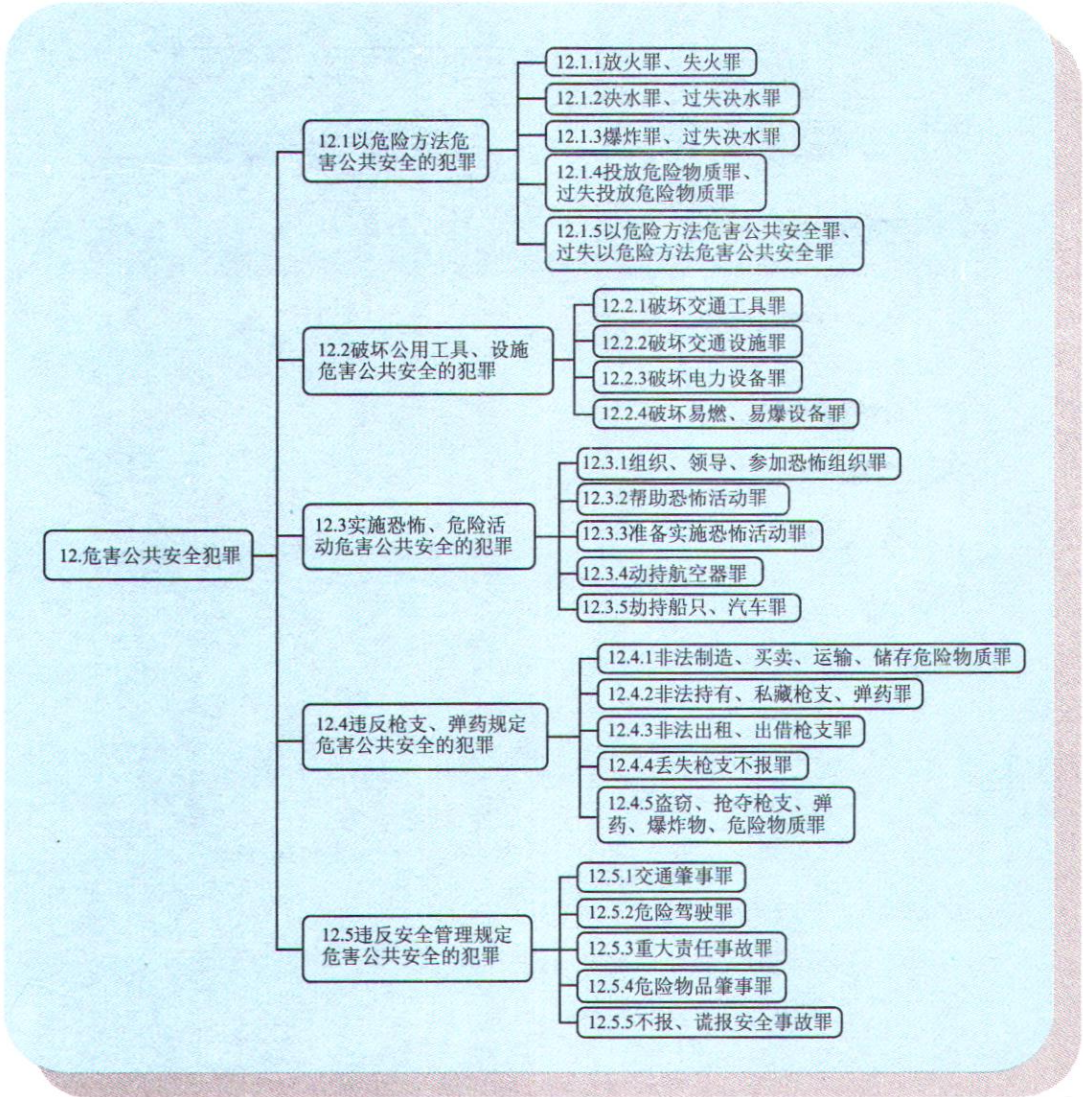 12.危害公共安全犯罪
12.1以危险方法危
害公共安全的犯罪
12.1.1放火罪、失火罪
12.1.2决水罪、过失决水罪
12.1.3爆炸罪、过失决水罪
12.1.4投放危险物质罪、
过失投放危险物质罪
12.1.5以危险方法危害公共安全罪、
过失以危险方法危害公共安全罪
12.2破坏公用工具、设施
危害公共安全的犯罪
12.2.1破坏交通工具罪
12.2.2破坏交通设施罪
12.2.3破坏电力设备罪
12.2.4破坏易燃、易爆设备罪
12.3实施恐怖、危险活
动危害公共安全的犯罪
12.3.1组织、领导、参加恐怖组织罪
12.3.2帮助恐怖活动罪
12.3.3准备实施恐怖活动罪
12.3.4动持航空器罪
12.3.5劫持船只、汽车罪
12.4违反枪支、弹药规定
危害公共安全的犯罪
12.4.1非法制造、买卖、运输、储存危险物质罪
12.4.2非法持有、私藏枪支、弹药罪
12.4.3非法出租、出借枪支罪
12.4.4丢失枪支不报罪
12.4.5盗窃、抢夺枪支、弹
药、爆炸物、危险物质罪
12.5违反安全管理规定
危害公共安全的犯罪
12.5.1交通肇事罪
12.5.2危险驾驶罪
12.5.3重大责任事故罪
12.5.4危险物品肇事罪
12.5.5不报、谎报安全事故罪